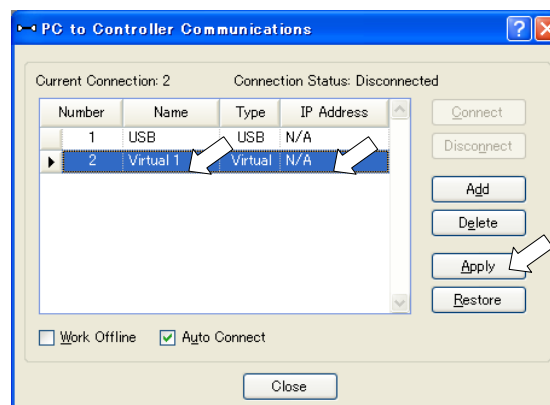 PC to Controller Communications
Current Connection: 2 Connection Status: Disconnected
Number Name Type IP Address
1 USB USB N/A
2 Virtual 1 Virtual N/A
Connect
Disconnect
Add
Delete
Apply
Restore
Work Offline Auto Connect
Close